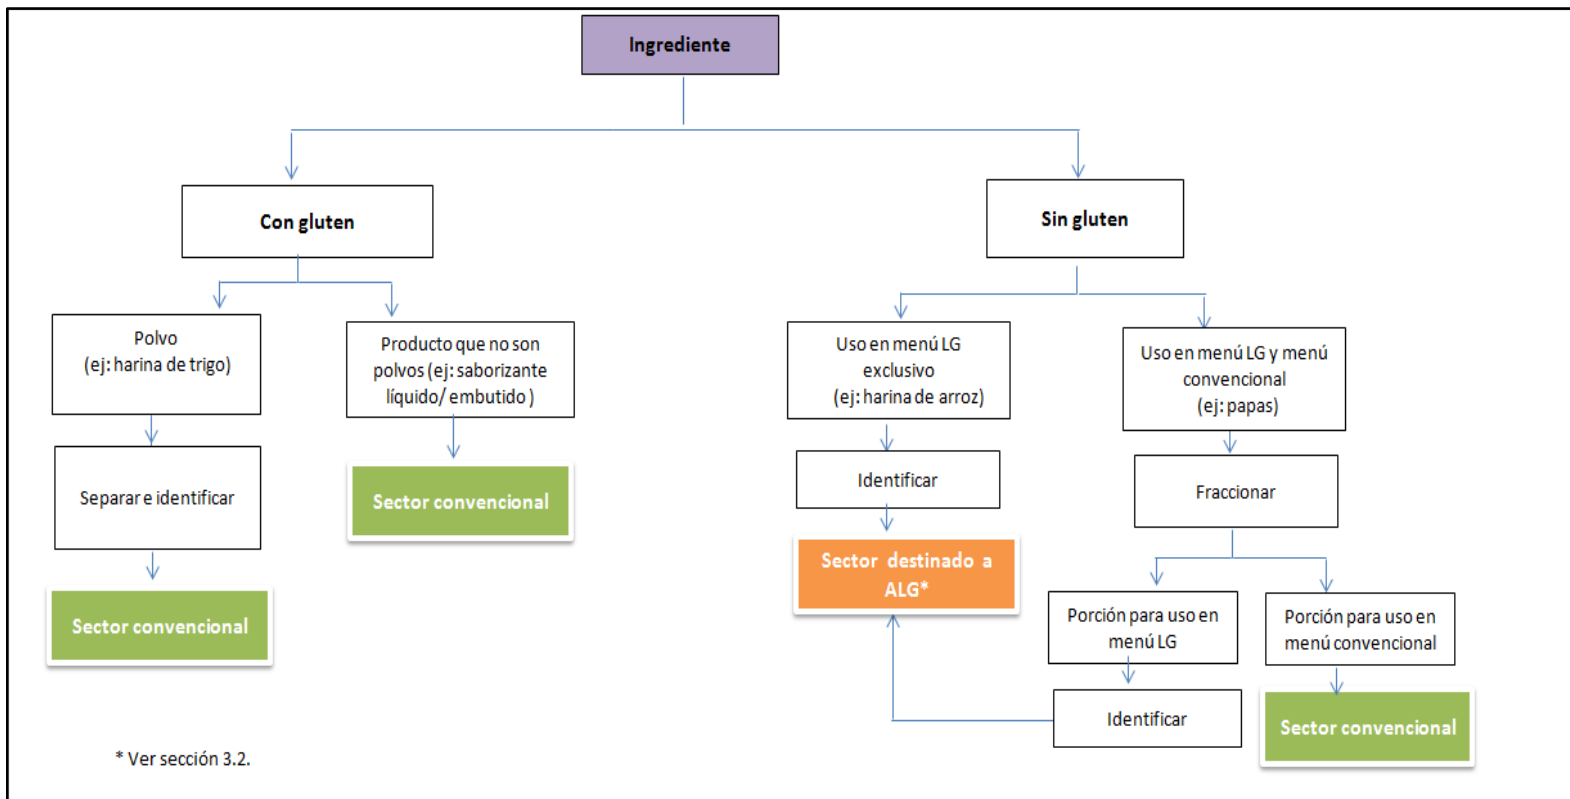 Ingrediente
Con gluten
Sin gluten
Polvo
(ej: harina de trigo)
Producto que no son
polvos (ej: saborizante
líquido/ embutido )
Uso en menú LG
exclusivo
(ej: harina de arroz)
Uso en menú LG y menú
convencional
(ej: papas)
Separar e identificar
Sector convencional
Identificar
Fraccionar
Sector convencional
Sector destinado a
ALG*
Porción para uso en
menú LG
Porción para uso en
menú convencional
Identificar
Sector convencional
* Ver sección 3.2.